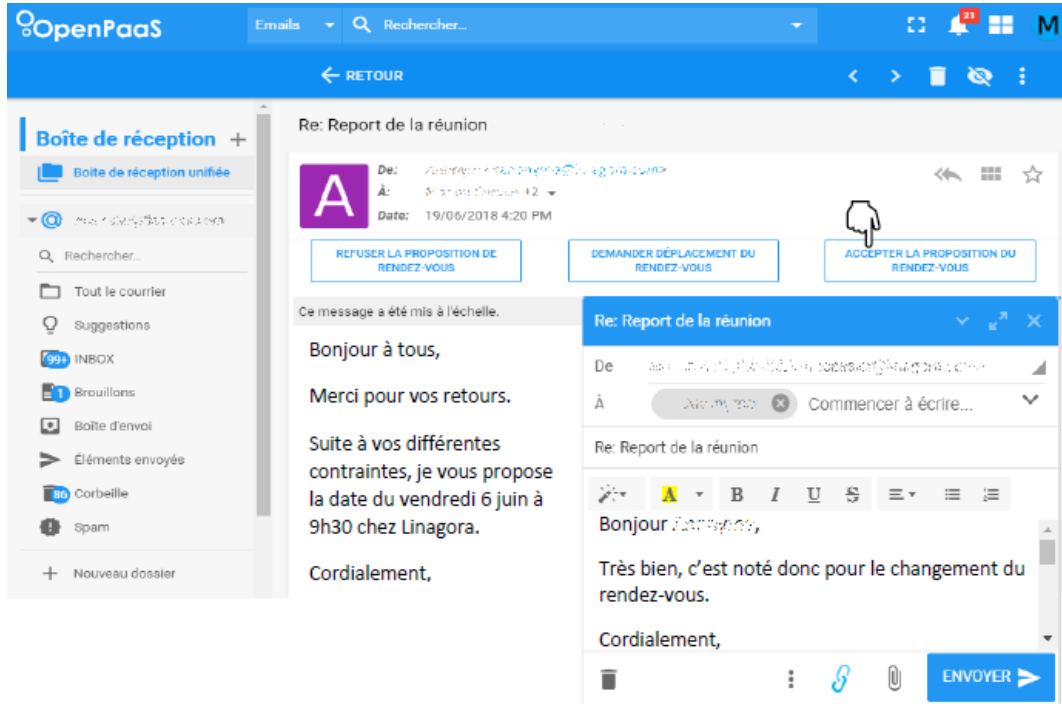 OpenPaaS
Emails
Rechercher...
21
M
RETOUR
Boîte de réception +
Boite de réception unifiée
Rechercher...
Tout le courrier
Suggestions
99+ INBOX
1 Brouillons
Boîte d'envoi
Éléments envoyés
86 Corbeille
Spam
+ Nouveau dossier
Re: Report de la réunion
A
De:
À: +2
Date: 19/06/2018 4:20 PM
REFUSER LA PROPOSITION DE
RENDEZ-VOUS
DEMANDER DÉPLACEMENT DU
RENDEZ-VOUS
ACCEPTER LA PROPOSITION DU
RENDEZ-VOUS
Ce message a été mis à l'échelle.
Bonjour à tous,
Merci pour vos retours.
Suite à vos différentes
contraintes, je vous propose
la date du vendredi 6 juin à
9h30 chez Linagora.
Cordialement,
Re: Report de la réunion
De
À Commencer à écrire...
Re: Report de la réunion
A B I U S
Bonjour
Très bien, c'est noté donc pour le changement du
rendez-vous.
Cordialement,
ENVOYER